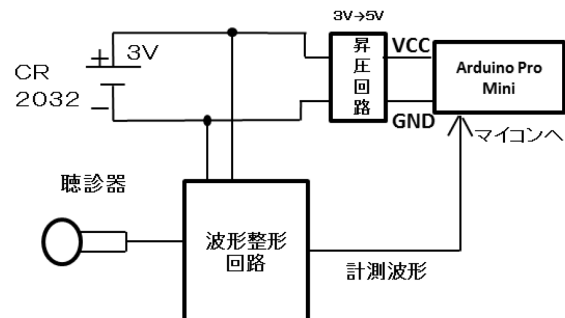 3V→5V
CR
2032
+
3V
−
昇圧回路
VCC
GND
Arduino Pro
Mini
マイコンへ
聴診器
波形整形
回路
計測波形